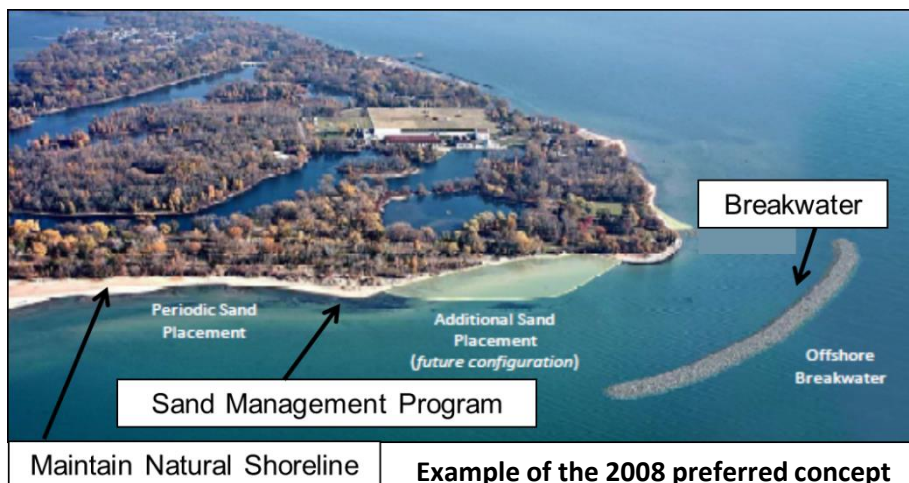 Breakwater
Periodic Sand
Placement
Additional Sand
Placement
(future configuration)
Offshore
Breakwater
Sand Management Program
Maintain Natural Shoreline
Example of the 2008 preferred concept